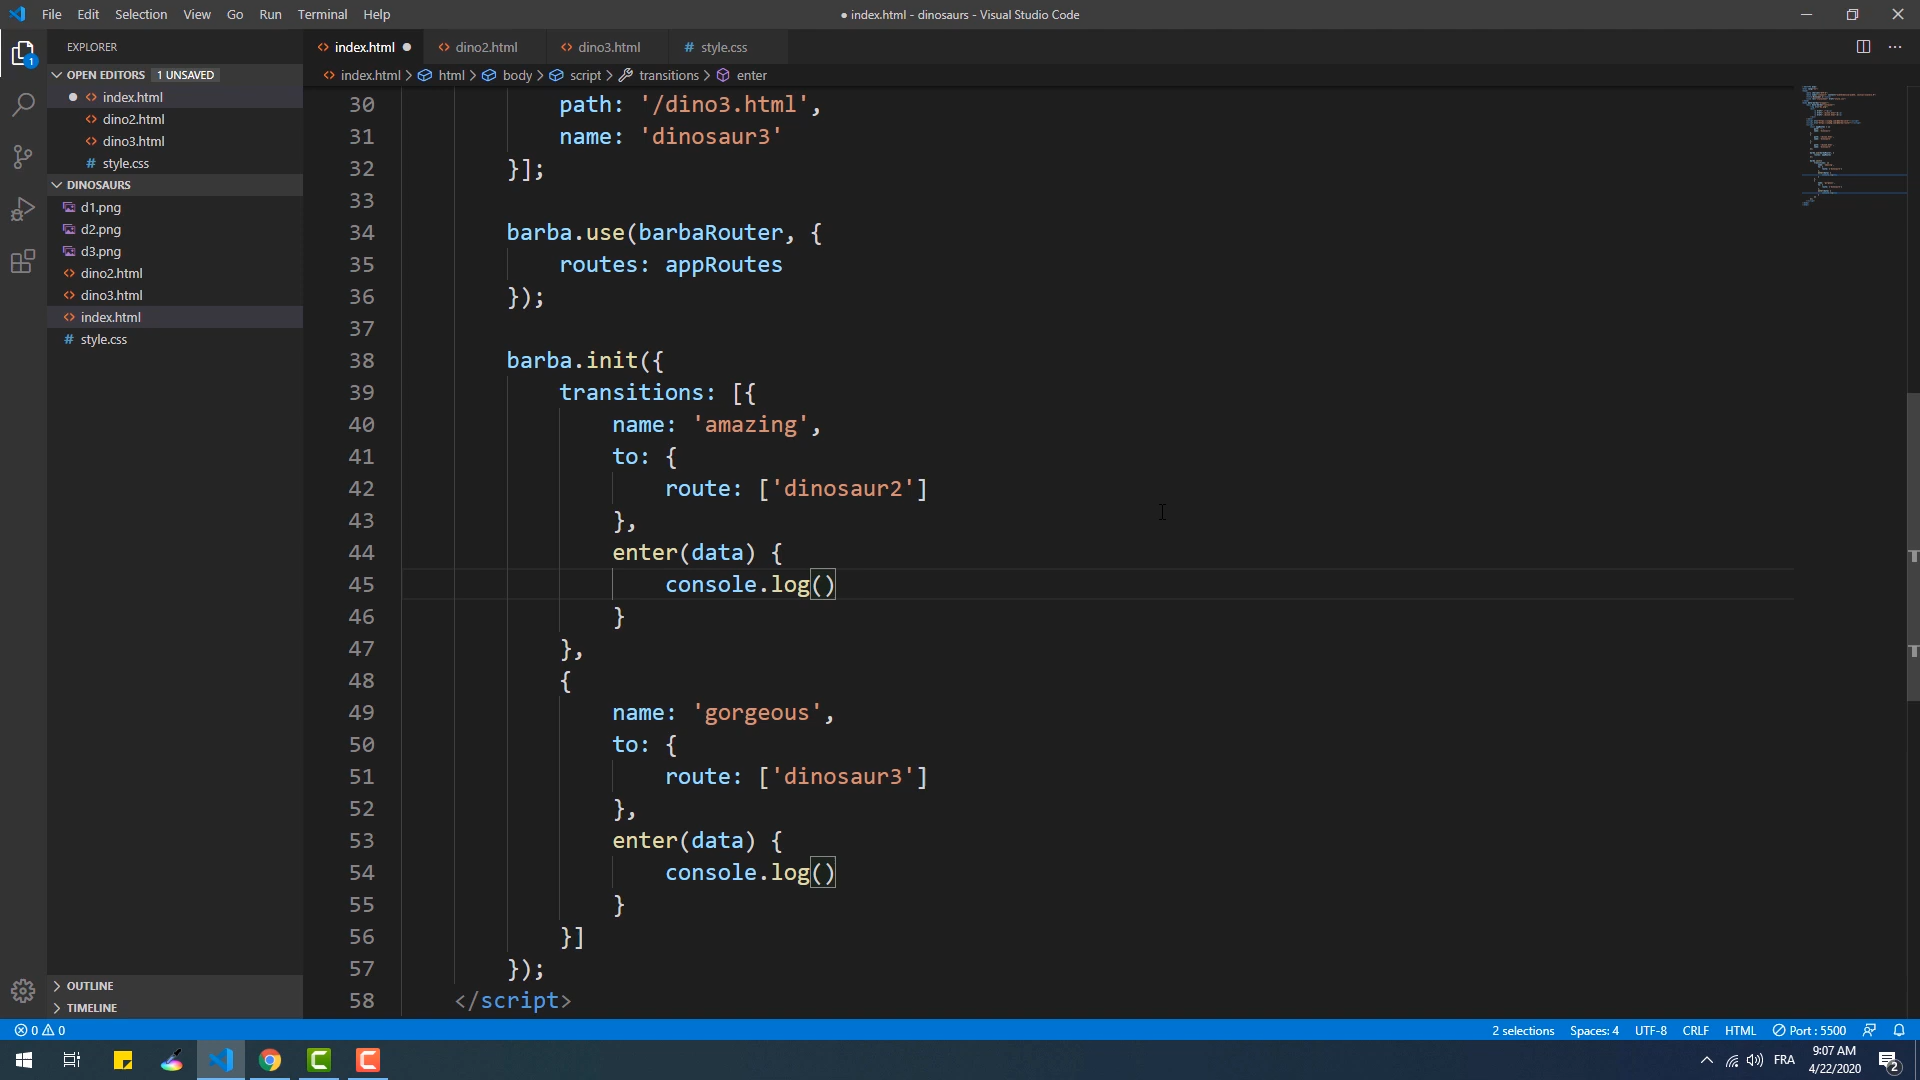 File Edit Selection View Go Run Terminal Help
● index.html - dinosaurs - Visual Studio Code
EXPLORER
OPEN EDITORS 1 UNSAVED
index.html
dino2.html
dino3.html
style.css
DINOSAURS
d1.png
d2.png
d3.png
dino2.html
dino3.html
index.html
style.css
OUTLINE
TIMELINE
index.html dino2.html dino3.html style.css
index.html > html > body > script > transitions > enter
30 path: '/dino3.html',
31 name: 'dinosaur3'
32 }];
33
34 barba.use(barbaRouter, {
35 routes: appRoutes
36 });
37
38 barba.init({
39 transitions: [{
40 name: 'amazing',
41 to: {
42 route: ['dinosaur2']
43 },
44 enter(data) {
45 console.log()
46 }
47 },
48 {
49 name: 'gorgeous',
50 to: {
51 route: ['dinosaur3']
52 },
53 enter(data) {
54 console.log()
55 }
56 }]
57 });
58 </script>
0 0 2 selections Spaces: 4 UTF-8 CRLF HTML Port : 5500
FRA 9:07 AM
4/22/2020
2
1